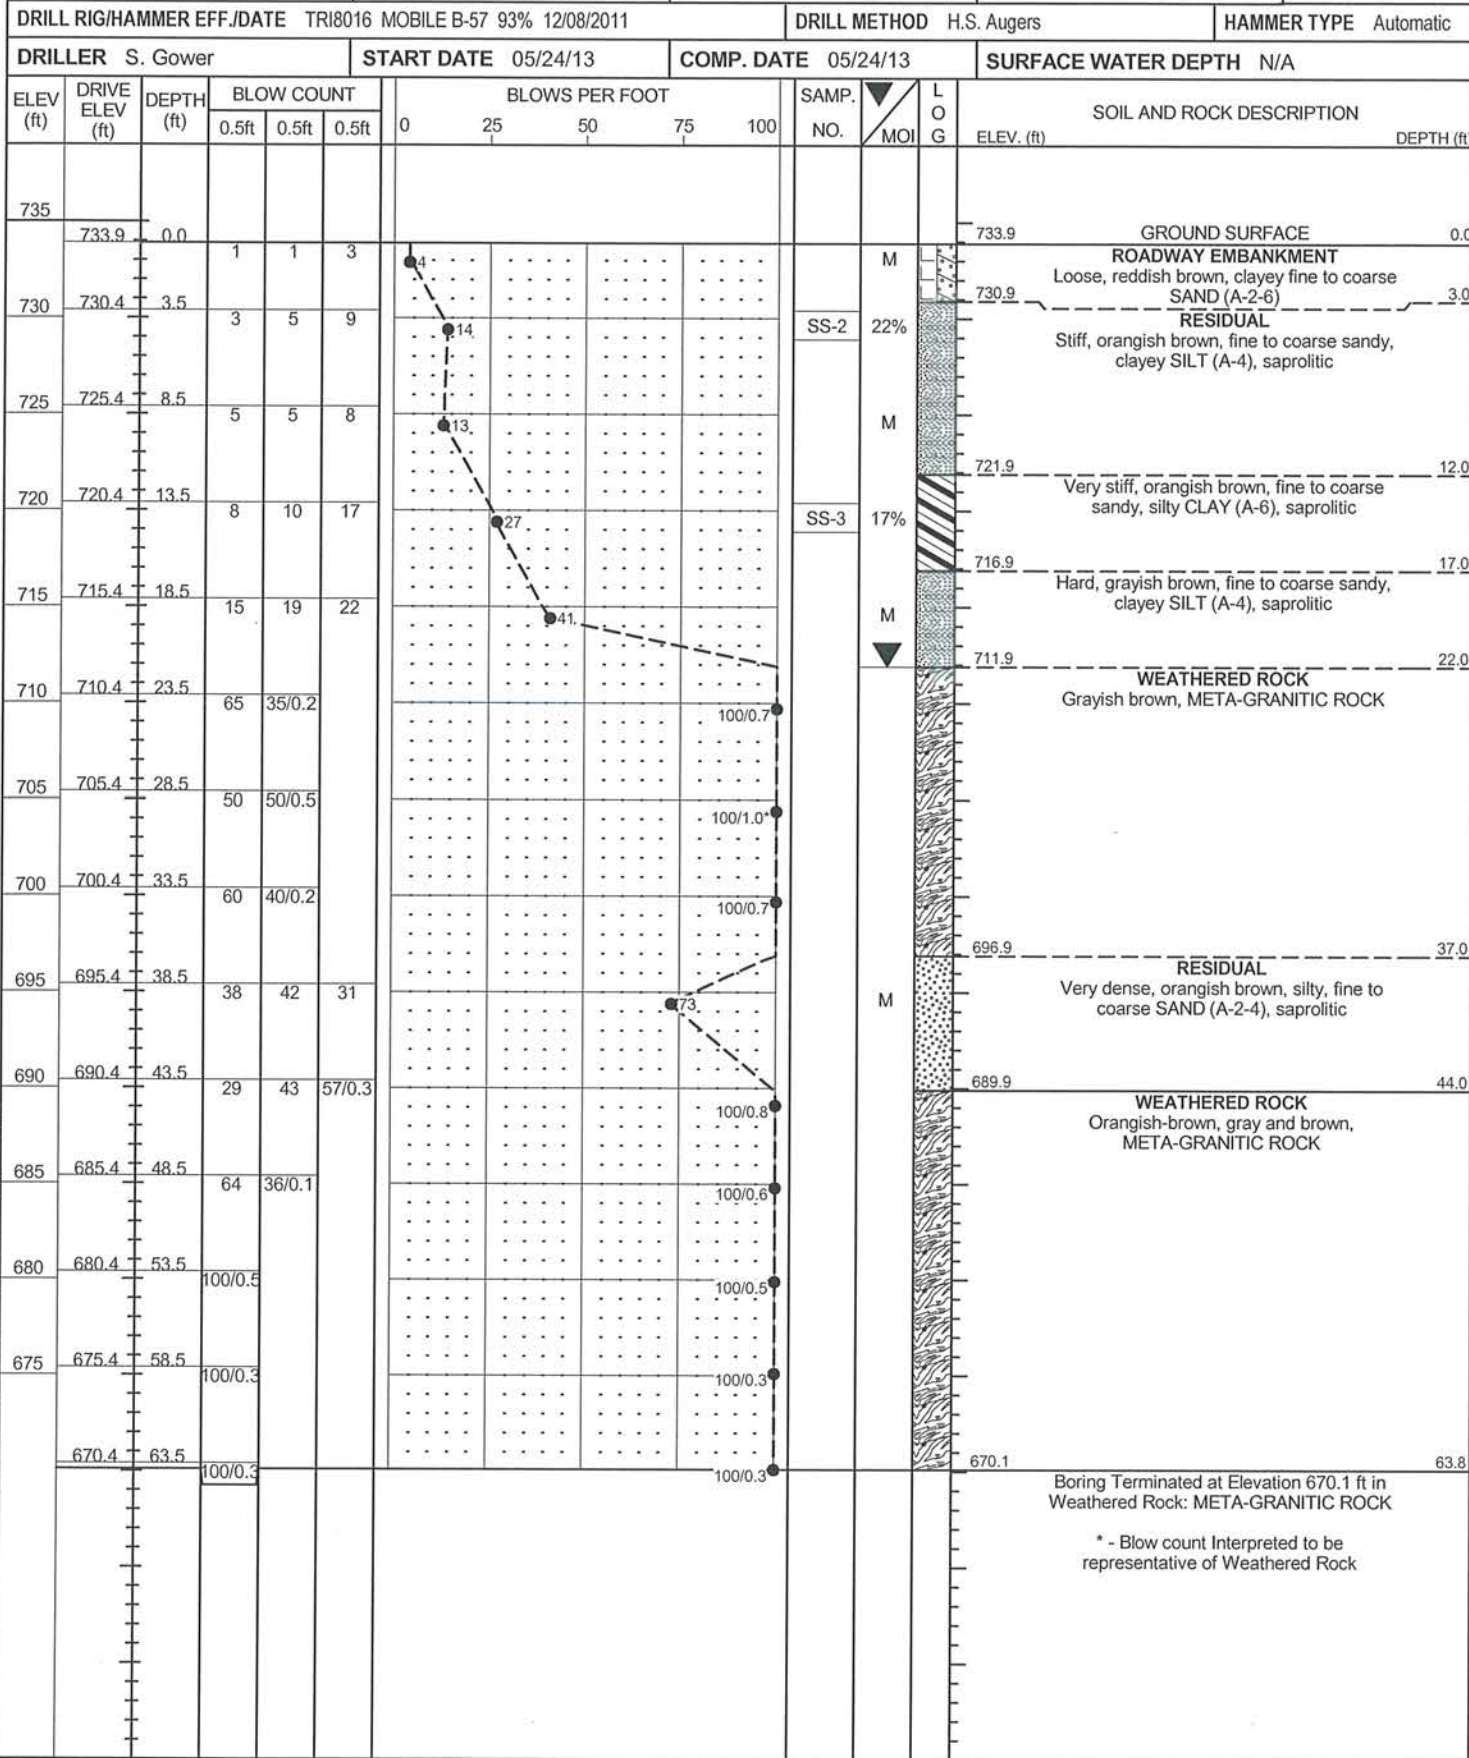 DRILL RIG/HAMMER EFF./DATE TRI8016 MOBILE B-57 93% 12/08/2011 DRILL METHOD H.S. Augers HAMMER TYPE Automatic
DRILLER S. Gower START DATE 05/24/13 COMP. DATE 05/24/13 SURFACE WATER DEPTH N/A
ELEV (ft) DRIVE ELEV (ft) DEPTH (ft) BLOW COUNT BLOWS PER FOOT SAMP. NO. MOI L O G SOIL AND ROCK DESCRIPTION
0.5ft 0.5ft 0.5ft 0 25 50 75 100 ELEV. (ft) DEPTH (ft
735
733.9 0.0 733.9 GROUND SURFACE 0.0
1 1 3 4 M ROADWAY EMBANKMENT
Loose, reddish brown, clayey fine to coarse
SAND (A-2-6)
730 730.4 3.5 730.9 3.0
3 5 9 14 SS-2 22% RESIDUAL
Stiff, orangish brown, fine to coarse sandy,
clayey SILT (A-4), saprolitic
725 725.4 8.5
5 5 8 13 M
721.9 12.0
720 720.4 13.5 Very stiff, orangish brown, fine to coarse
8 10 17 27 SS-3 17% sandy, silty CLAY (A-6), saprolitic
716.9 17.0
715 715.4 18.5 Hard, grayish brown, fine to coarse sandy,
15 19 22 41 M clayey SILT (A-4), saprolitic
711.9 22.0
WEATHERED ROCK
710 710.4 23.5 Grayish brown, META-GRANITIC ROCK
65 35/0.2 100/0.7
705 705.4 28.5
50 50/0.5 100/1.0*
700 700.4 33.5
60 40/0.2 100/0.7
696.9 37.0
RESIDUAL
695 695.4 38.5 Very dense, orangish brown, silty, fine to
38 42 31 73 M coarse SAND (A-2-4), saprolitic
690 690.4 43.5 689.9 44.0
29 43 57/0.3 100/0.8 WEATHERED ROCK
Orangish-brown, gray and brown,
META-GRANITIC ROCK
685 685.4 48.5
64 36/0.1 100/0.6
680 680.4 53.5
100/0.5 100/0.5
675 675.4 58.5
100/0.3 100/0.3
670.4 63.5 670.1 63.8
100/0.3 100/0.3
Boring Terminated at Elevation 670.1 ft in
Weathered Rock: META-GRANITIC ROCK
* - Blow count Interpreted to be
representative of Weathered Rock